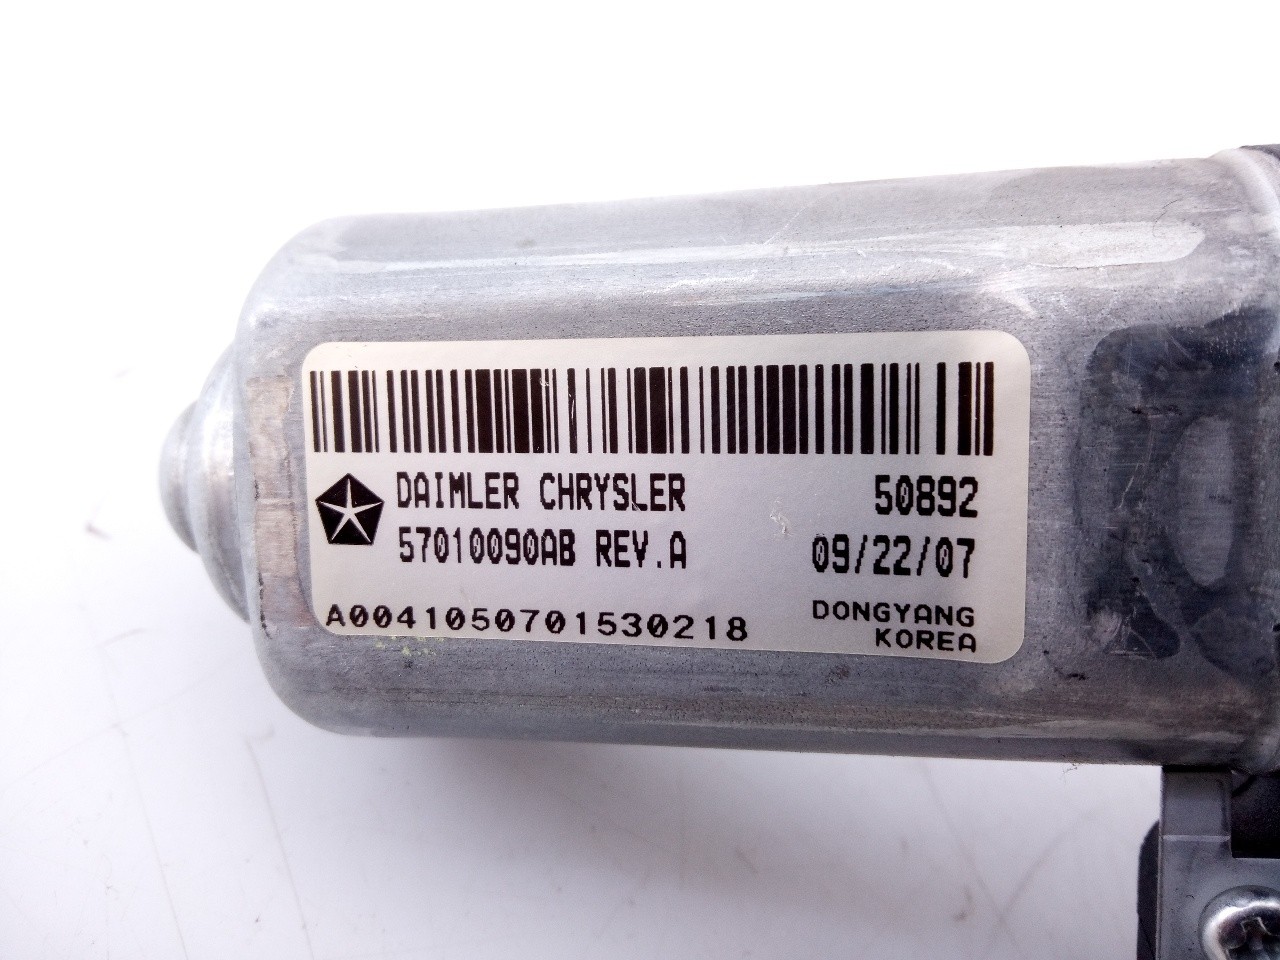 DAIMLER CHRYSLER 50892
57010090AB REV.A 09/22/07
A0041050701530218 DONGYANG
KOREA